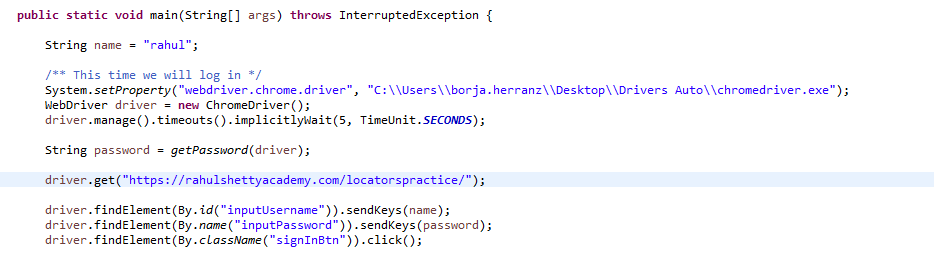 public static void main(String[] args) throws InterruptedException {
String name = "rahul";
/** This time we will log in */
System.setProperty("webdriver.chrome.driver", "C:\\Users\\borja.herranz\\Desktop\\Drivers Auto\\chromedriver.exe");
WebDriver driver = new ChromeDriver();
driver.manage().timeouts().implicitlyWait(5, TimeUnit.SECONDS);
String password = getPassword(driver);
driver.get("https://rahulshettyacademy.com/locatorspractice/");
driver.findElement(By.id("inputUsername")).sendKeys(name);
driver.findElement(By.name("inputPassword")).sendKeys(password);
driver.findElement(By.className("signInBtn")).click();